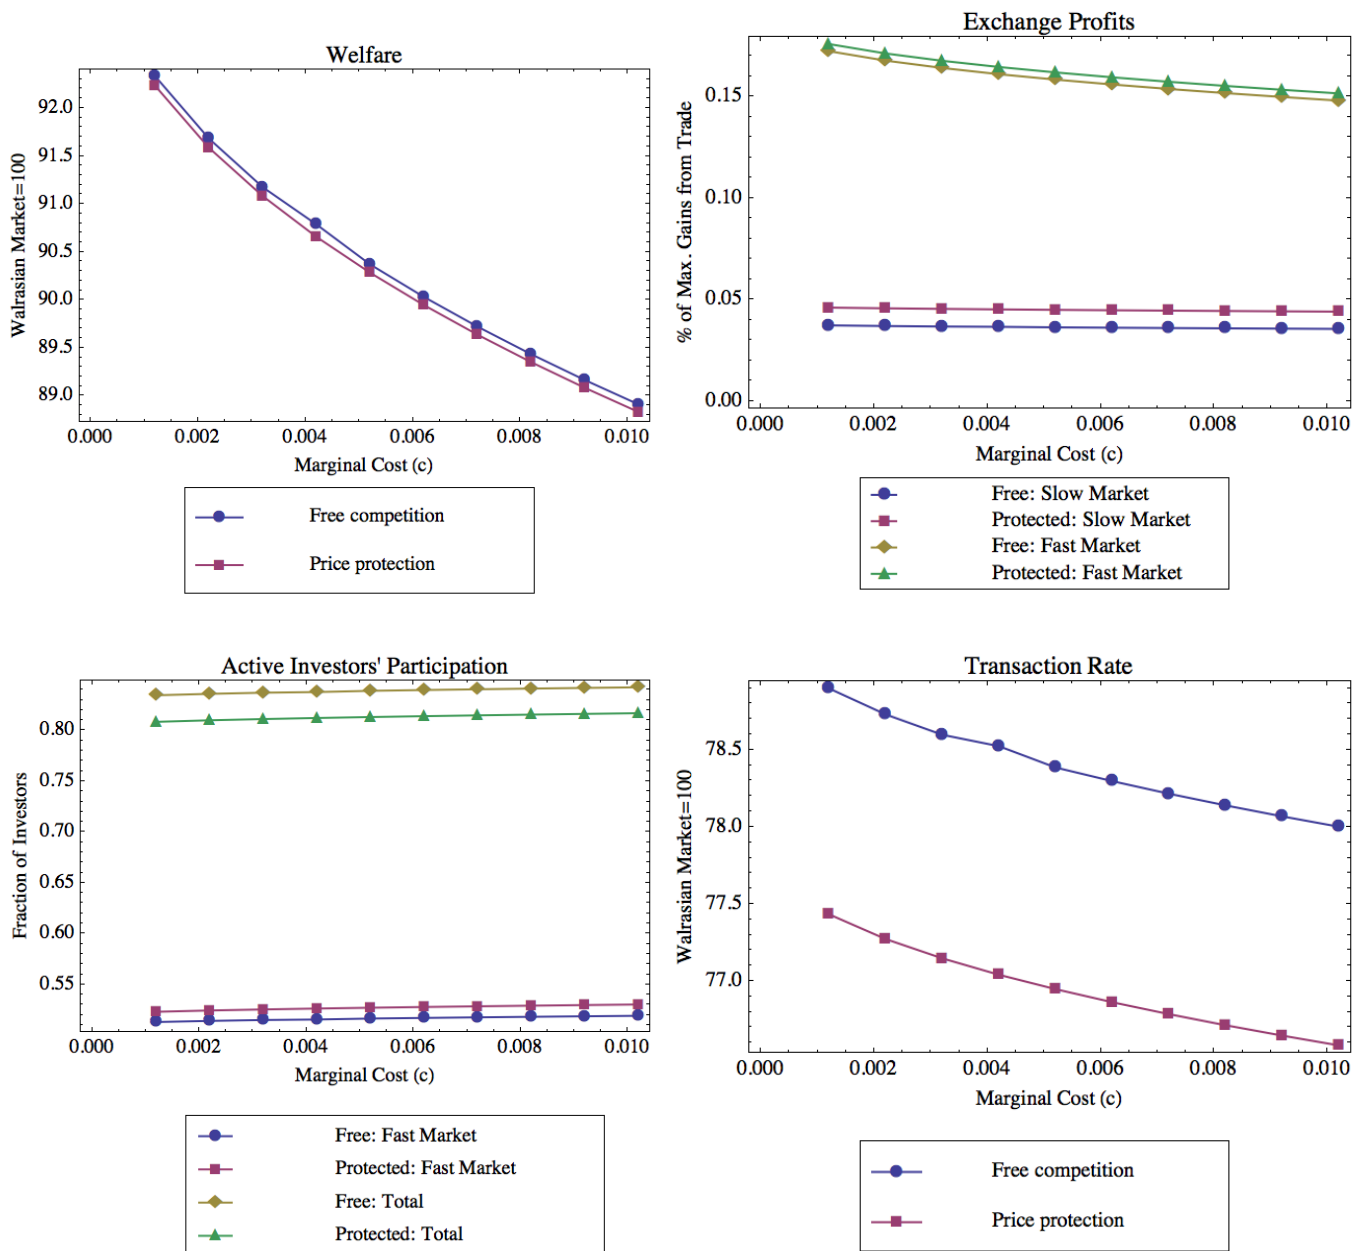 Welfare
Walrasian Market=100
92.0
91.5
91.0
90.5
90.0
89.5
89.0
0.000 0.002 0.004 0.006 0.008 0.010
Marginal Cost (c)
Free competition
Price protection
Exchange Profits
% of Max. Gains from Trade
0.15
0.10
0.05
0.00
0.000 0.002 0.004 0.006 0.008 0.010
Marginal Cost (c)
Free: Slow Market
Protected: Slow Market
Free: Fast Market
Protected: Fast Market
Active Investors' Participation
Fraction of Investors
0.80
0.75
0.70
0.65
0.60
0.55
0.000 0.002 0.004 0.006 0.008 0.010
Marginal Cost (c)
Free: Fast Market
Protected: Fast Market
Free: Total
Protected: Total
Transaction Rate
Walrasian Market=100
78.5
78.0
77.5
77.0
0.000 0.002 0.004 0.006 0.008 0.010
Marginal Cost (c)
Free competition
Price protection